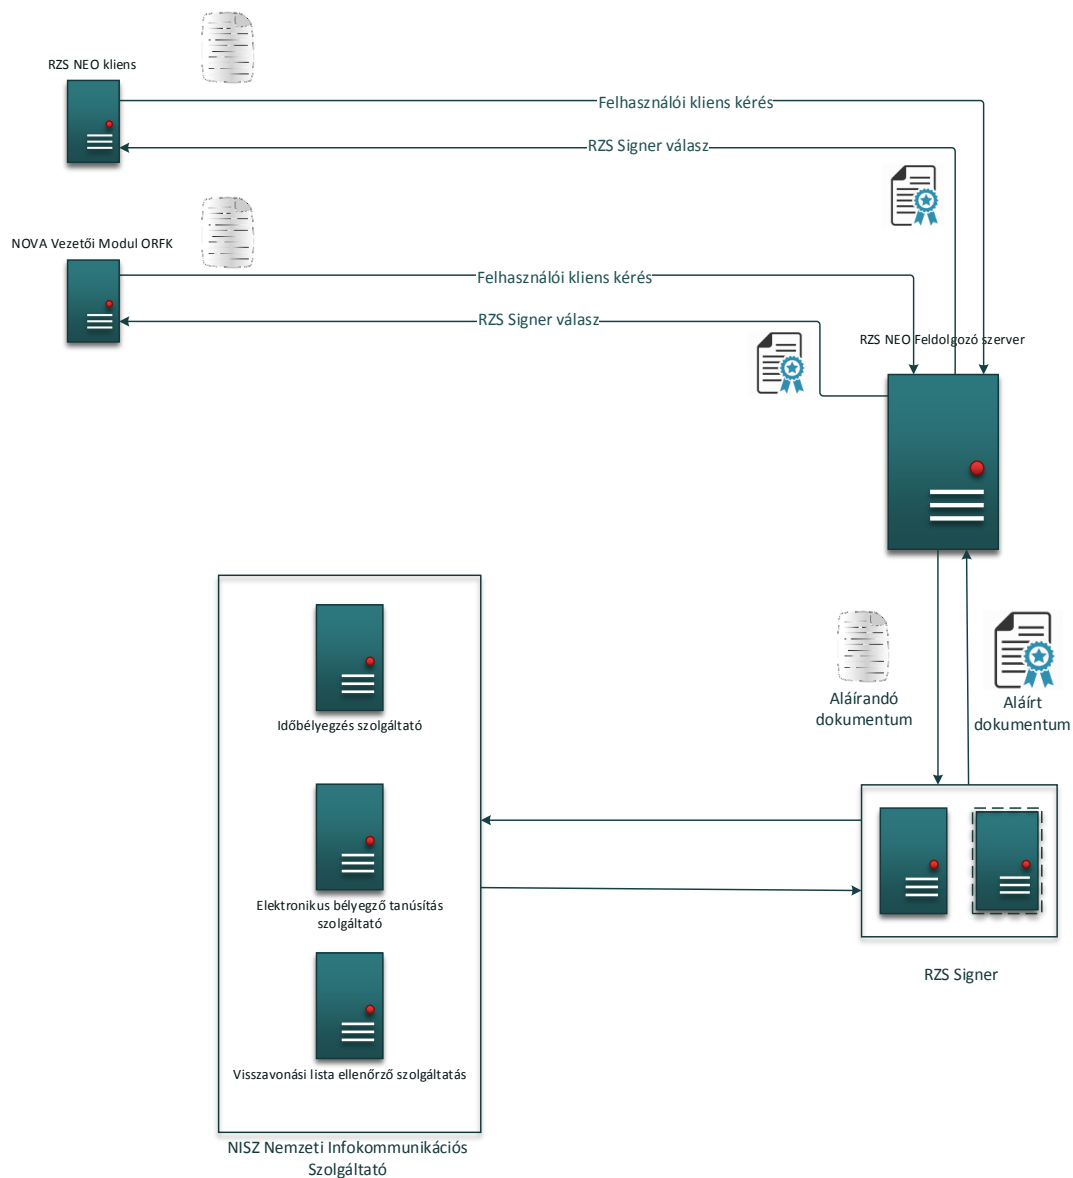 RZS NEO kliens
Felhasználói kliens kérés
RZS Signer válasz
NOVA Vezetői Modul ORFK
Felhasználói kliens kérés
RZS Signer válasz
RZS NEO Feldolgozó szerver
Aláírandó
dokumentum
Aláírt
dokumentum
Időbélyegzés szolgáltató
Elektronikus bélyegző tanúsítás
szolgáltató
RZS Signer
Visszavonási lista ellenőrző szolgáltatás
NISZ Nemzeti Infokommunikációs
Szolgáltató